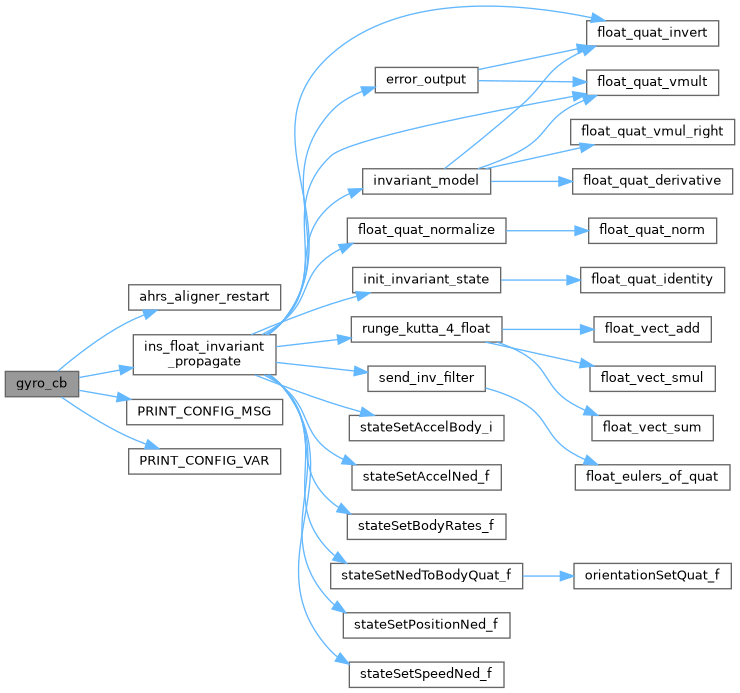 float_quat_invert
error_output
float_quat_vmult
float_quat_vmul_right
invariant_model
float_quat_derivative
float_quat_normalize
float_quat_norm
init_invariant_state
float_quat_identity
ahrs_aligner_restart
runge_kutta_4_float
float_vect_add
ins_float_invariant
_propagate
send_inv_filter
float_vect_smul
gyro_cb
PRINT_CONFIG_MSG
stateSetAccelBody_i
float_vect_sum
PRINT_CONFIG_VAR
stateSetAccelNed_f
float_eulers_of_quat
stateSetBodyRates_f
stateSetNedToBodyQuat_f
orientationSetQuat_f
stateSetPositionNed_f
stateSetSpeedNed_f